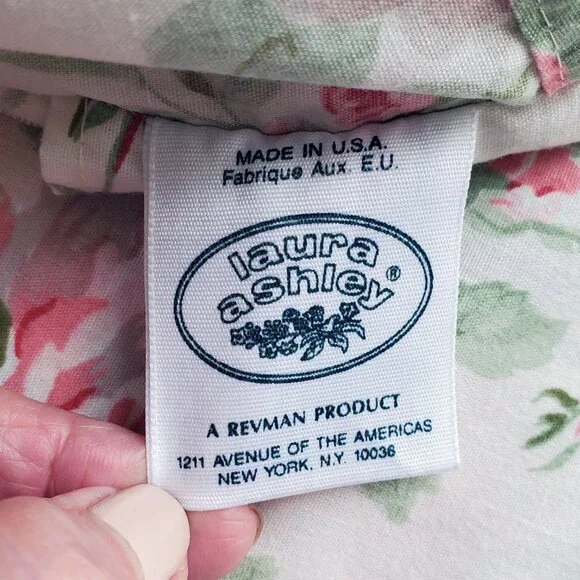 MADE IN U.S.A.
Fabrique Aux. E.U.
laura
ashley®
A REVMAN PRODUCT
1211 AVENUE OF THE AMERICAS
NEW YORK, N.Y. 10036